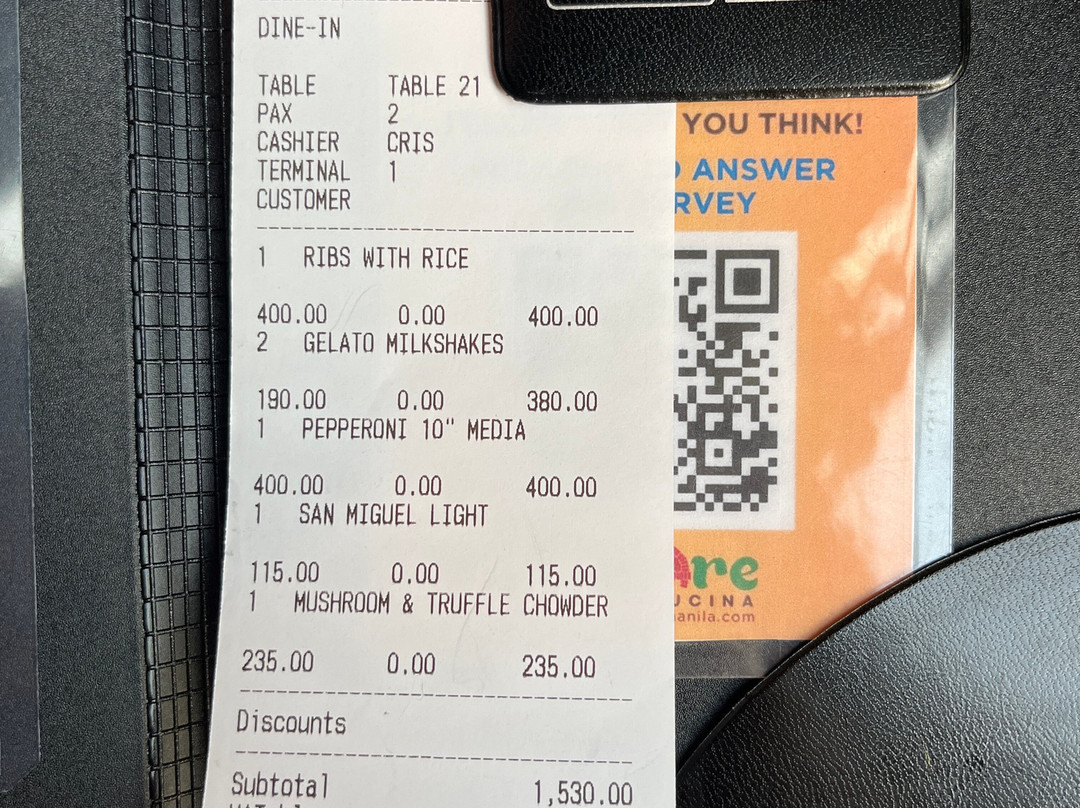 DINE-IN
TABLE TABLE 21
PAX 2
CASHIER CRIS
TERMINAL 1
CUSTOMER
1 RIBS WITH RICE
400.00 0.00 400.00
2 GELATO MILKSHAKES
190.00 0.00 380.00
1 PEPPERONI 10" MEDIA
400.00 0.00 400.00
1 SAN MIGUEL LIGHT
115.00 0.00 115.00
1 MUSHROOM & TRUFFLE CHOWDER
235.00 0.00 235.00
Discounts
Subtotal 1,530.00
YOU THINK!
ANSWER
RVEY
are
UCINA
anila.com